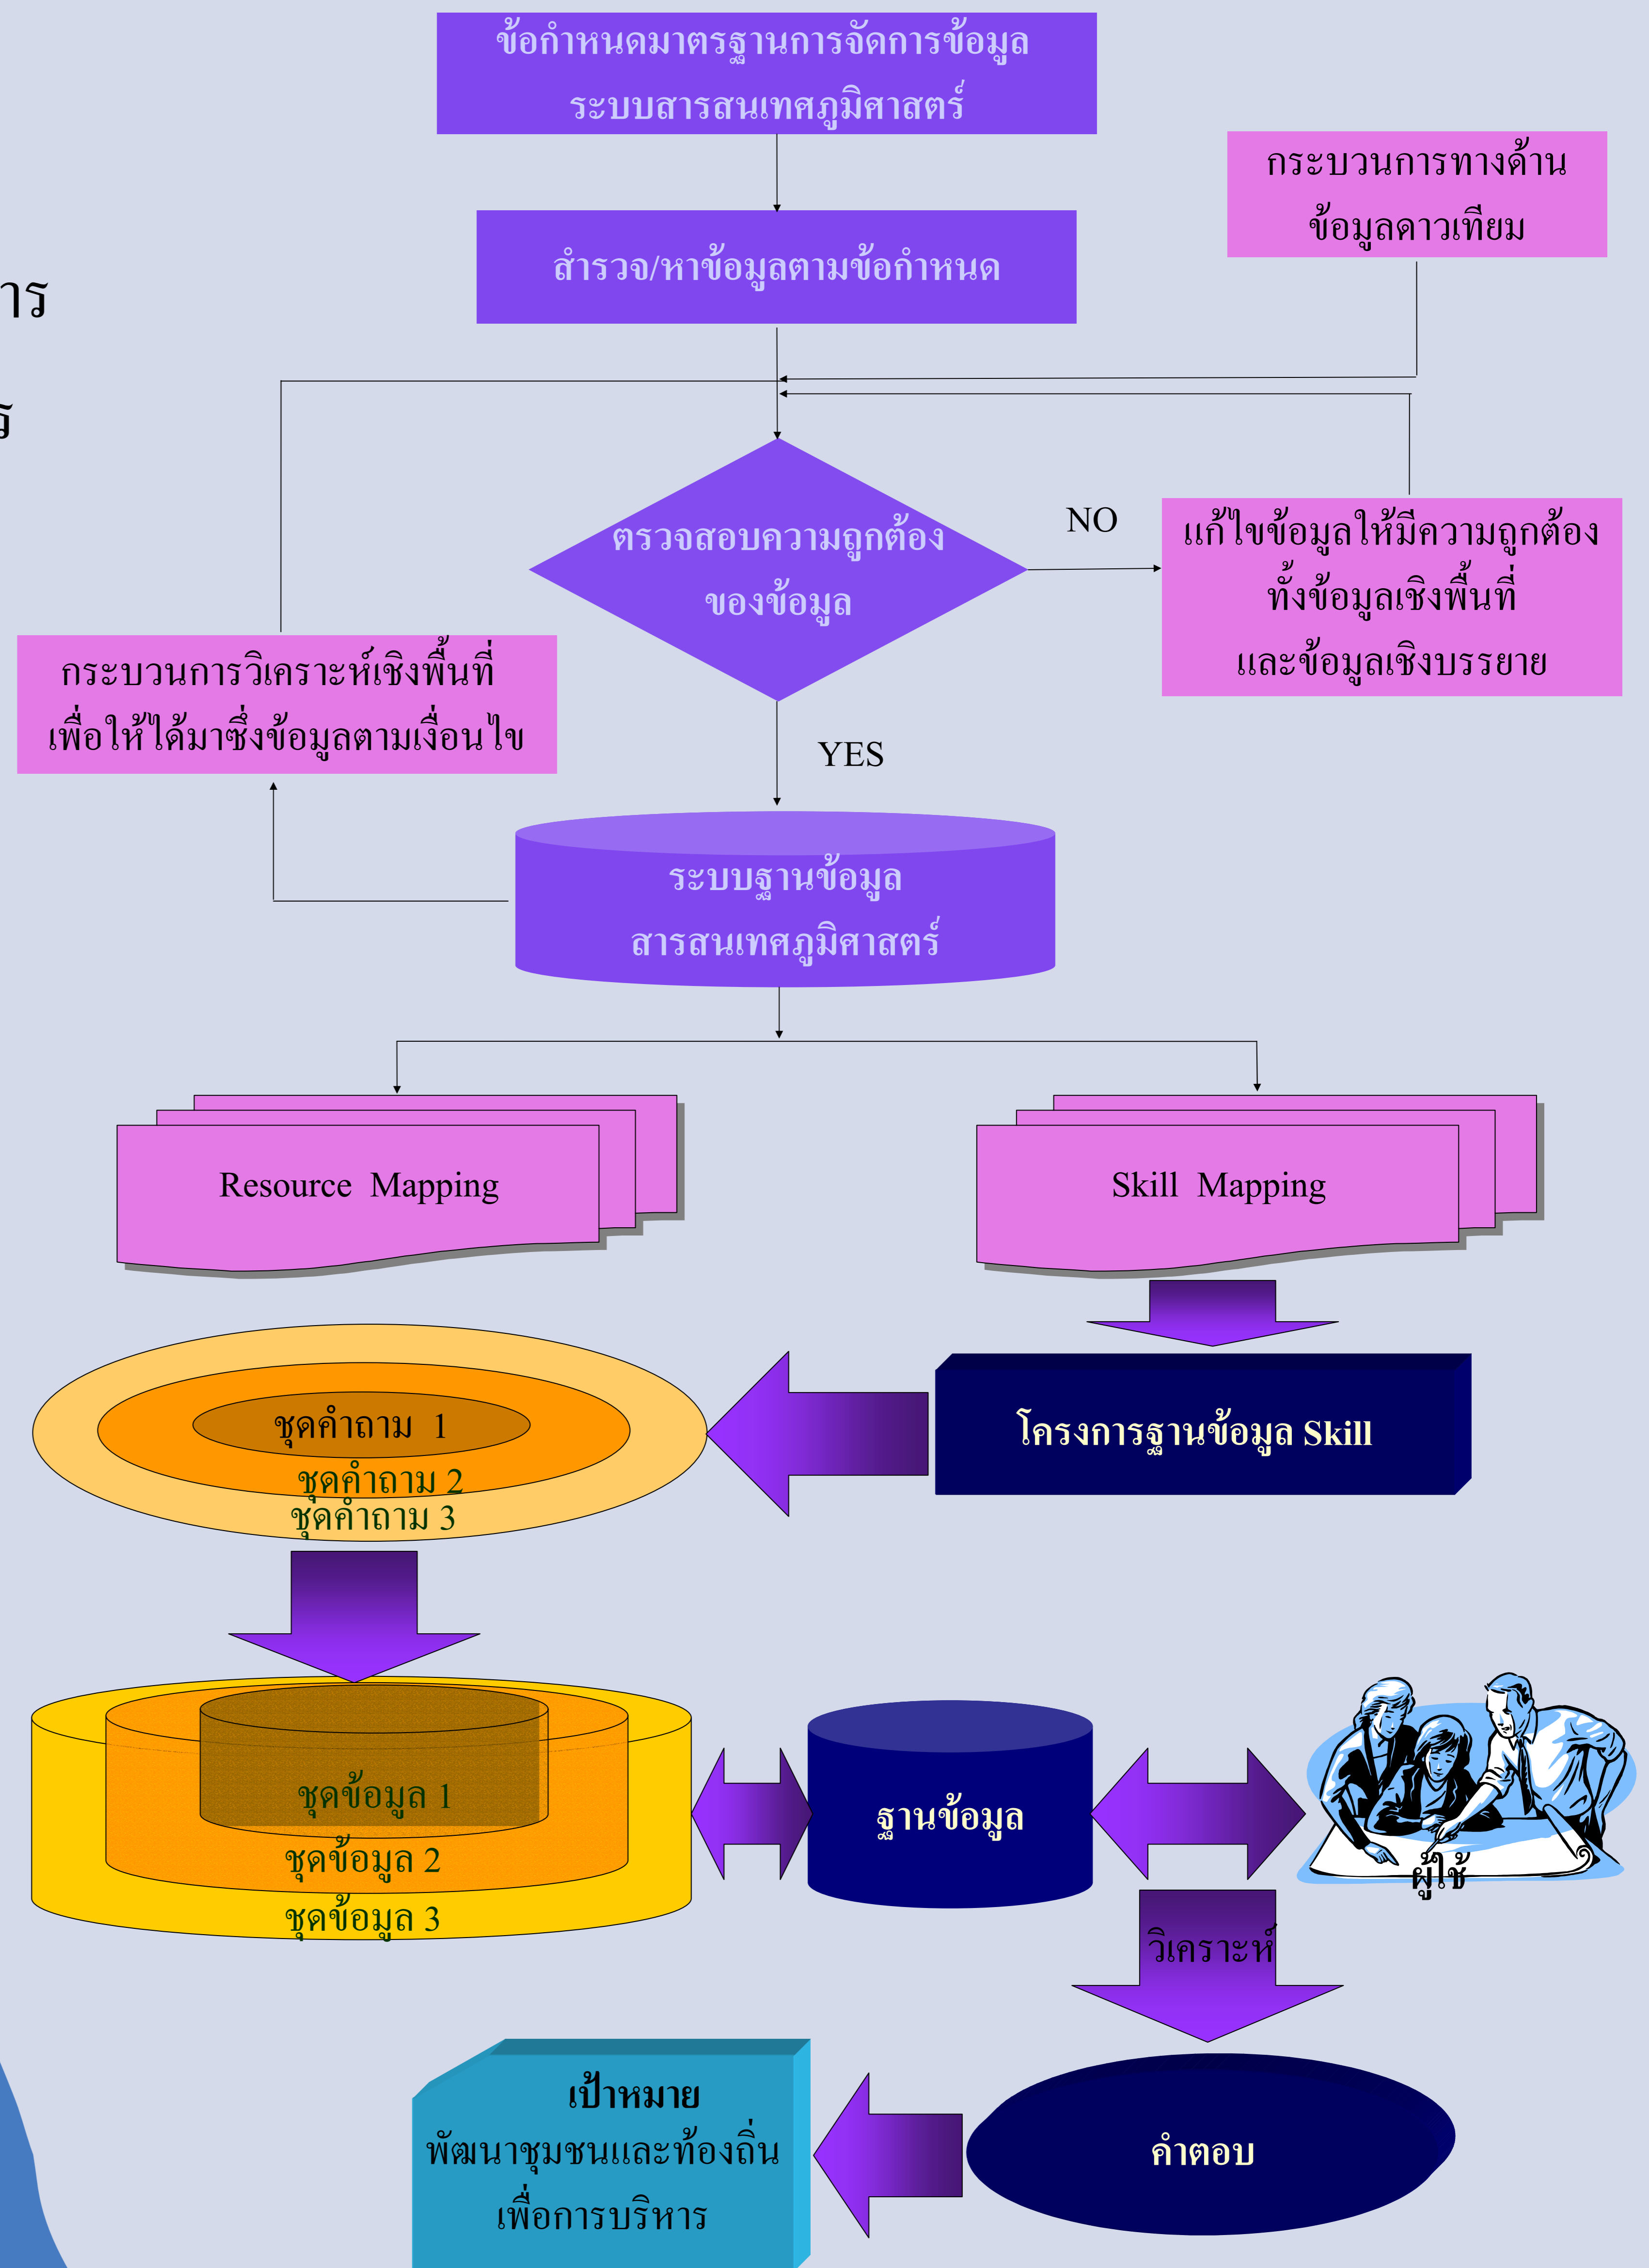 ข้อกำหนดมาตรฐานการจัดการข้อมูล
ระบบสารสนเทศภูมิศาสตร์
กระบวนการทางด้าน
ข้อมูลดาวเทียม
สำรวจ/หาข้อมูลตามข้อกำหนด
าร
ร
ตรวจสอบความถูกต้อง
ของข้อมูล
NO
แก้ไขข้อมูลให้มีความถูกต้อง
ทั้งข้อมูลเชิงพื้นที่
และข้อมูลเชิงบรรยาย
กระบวนการวิเคราะห์เชิงพื้นที่
เพื่อให้ได้มาซึ่งข้อมูลตามเงื่อนไข
YES
ระบบฐานข้อมูล
สารสนเทศภูมิศาสตร์
Resource Mapping
Skill Mapping
โครงการฐานข้อมูล Skill
ชุดคำถาม 1
ชุดคำถาม 2
ชุดคำถาม 3
ชุดข้อมูล 1
ชุดข้อมูล 2
ชุดข้อมูล 3
ฐานข้อมูล
ผู้ใช้
วิเคราะห์
คำตอบ
เป้าหมาย
พัฒนาชุมชนและท้องถิ่น
เพื่อการบริหาร